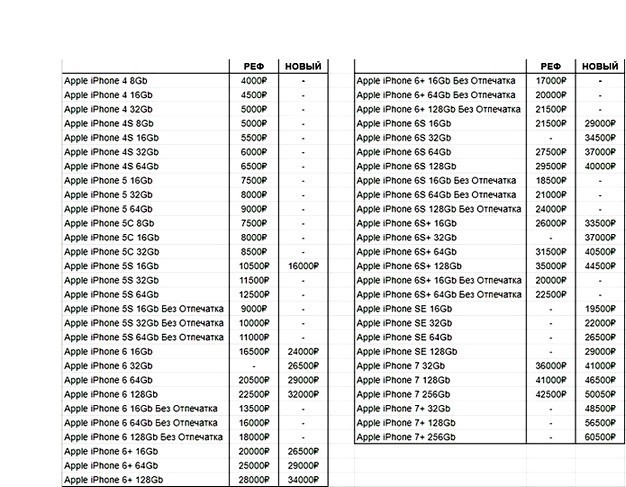 РЕФ НОВЫЙ
Apple iPhone 4 8Gb 4000₽ -
Apple iPhone 4 16Gb 4500₽ -
Apple iPhone 4 32Gb 5000₽ -
Apple iPhone 4S 8Gb 5000₽ -
Apple iPhone 4S 16Gb 5500₽ -
Apple iPhone 4S 32Gb 6000₽ -
Apple iPhone 4S 64Gb 6500₽ -
Apple iPhone 5 16Gb 7500₽ -
Apple iPhone 5 32Gb 8000₽ -
Apple iPhone 5 64Gb 9000₽ -
Apple iPhone 5C 8Gb 7500₽ -
Apple iPhone 5C 16Gb 8000₽ -
Apple iPhone 5C 32Gb 8500₽ -
Apple iPhone 5S 16Gb 10500₽ 16000₽
Apple iPhone 5S 32Gb 11500₽ -
Apple iPhone 5S 64Gb 12500₽ -
Apple iPhone 5S 16Gb Без Отпечатка 9000₽ -
Apple iPhone 5S 32Gb Без Отпечатка 10000₽ -
Apple iPhone 5S 64Gb Без Отпечатка 11000₽ -
Apple iPhone 6 16Gb 16500₽ 24000₽
Apple iPhone 6 32Gb - 26500₽
Apple iPhone 6 64Gb 20500₽ 29000₽
Apple iPhone 6 128Gb 22500₽ 32000₽
Apple iPhone 6 16Gb Без Отпечатка 13500₽ -
Apple iPhone 6 64Gb Без Отпечатка 16000₽ -
Apple iPhone 6 128Gb Без Отпечатка 18000₽ -
Apple iPhone 6+ 16Gb 20000₽ 26500₽
Apple iPhone 6+ 64Gb 25000₽ 29000₽
Apple iPhone 6+ 128Gb 28000₽ 34000₽
РЕФ НОВЫЙ
Apple iPhone 6+ 16Gb Без Отпечатка 17000₽ -
Apple iPhone 6+ 64Gb Без Отпечатка 20000₽ -
Apple iPhone 6+ 128Gb Без Отпечатка 21500₽ -
Apple iPhone 6S 16Gb 21500₽ 29000₽
Apple iPhone 6S 32Gb - 34500₽
Apple iPhone 6S 64Gb 27500₽ 37000₽
Apple iPhone 6S 128Gb 29500₽ 40000₽
Apple iPhone 6S 16Gb Без Отпечатка 18500₽ -
Apple iPhone 6S 64Gb Без Отпечатка 21000₽ -
Apple iPhone 6S 128Gb Без Отпечатка 24000₽ -
Apple iPhone 6S+ 16Gb 26000₽ 33500₽
Apple iPhone 6S+ 32Gb - 37000₽
Apple iPhone 6S+ 64Gb 31500₽ 40500₽
Apple iPhone 6S+ 128Gb 35000₽ 44500₽
Apple iPhone 6S+ 16Gb Без Отпечатка 20000₽ -
Apple iPhone 6S+ 64Gb Без Отпечатка 22500₽ -
Apple iPhone SE 16Gb - 19500₽
Apple iPhone SE 32Gb - 22000₽
Apple iPhone SE 64Gb - 26500₽
Apple iPhone SE 128Gb - 29000₽
Apple iPhone 7 32Gb 36000₽ 41000₽
Apple iPhone 7 128Gb 41000₽ 46500₽
Apple iPhone 7 256Gb 42500₽ 50050₽
Apple iPhone 7+ 32Gb - 48500₽
Apple iPhone 7+ 128Gb - 56500₽
Apple iPhone 7+ 256Gb - 60500₽